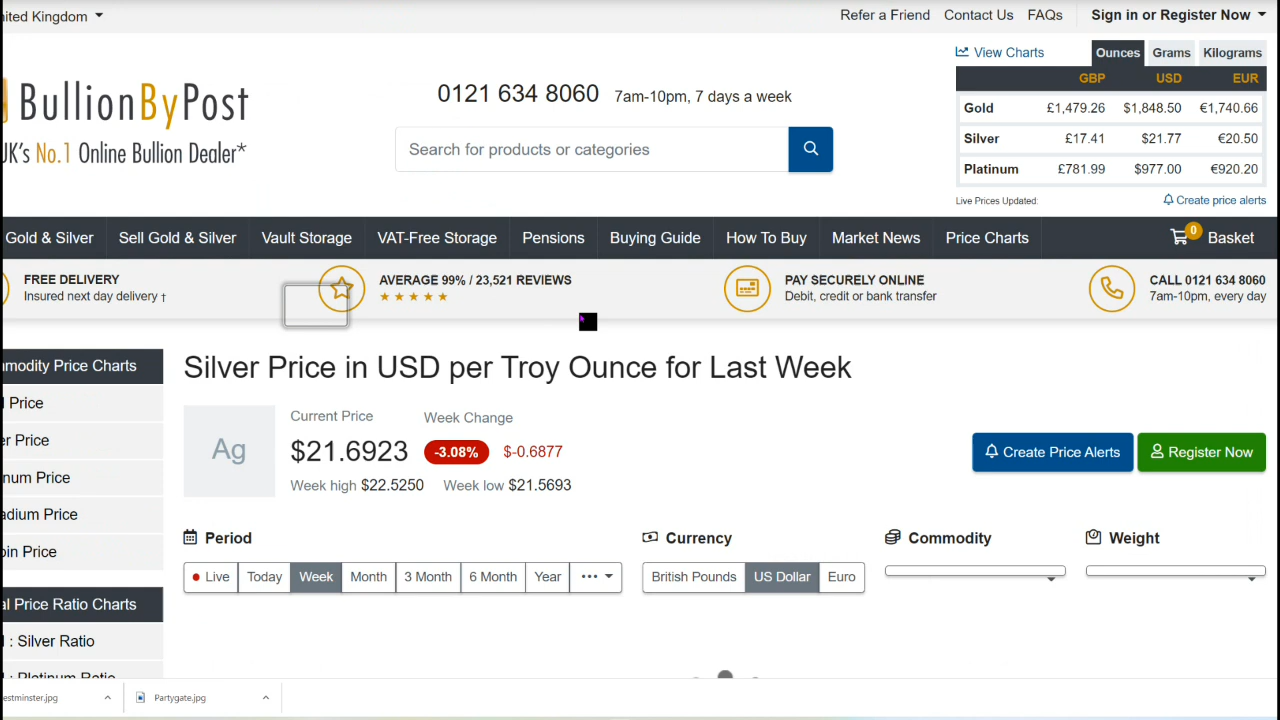 nited Kingdom
Refer a Friend Contact Us FAQs Sign in or Register Now
View Charts Ounces Grams Kilograms
GBP USD EUR
Gold £1,479.26 $1,848.50 €1,740.66
Silver £17.41 $21.77 €20.50
Platinum £781.99 $977.00 €920.20
Live Prices Updated: Create price alerts
BullionByPost
UK's No.1 Online Bullion Dealer*
0121 634 8060 7am-10pm, 7 days a week
Search for products or categories
Gold & Silver Sell Gold & Silver Vault Storage VAT-Free Storage Pensions Buying Guide How To Buy Market News Price Charts 0 Basket
FREE DELIVERY
Insured next day delivery †
AVERAGE 99% / 23,521 REVIEWS
PAY SECURELY ONLINE
Debit, credit or bank transfer
CALL 0121 634 8060
7am-10pm, every day
mmodity Price Charts
d Price
er Price
num Price
adium Price
oin Price
al Price Ratio Charts
d : Silver Ratio
: Platinum Ratio
Silver Price in USD per Troy Ounce for Last Week
Ag
Current Price Week Change
$21.6923 -3.08% $-0.6877
Week high $22.5250 Week low $21.5693
Create Price Alerts Register Now
Period
Live Today Week Month 3 Month 6 Month Year
Currency
British Pounds US Dollar Euro
Commodity
Weight
estminster.jpg Partygate.jpg